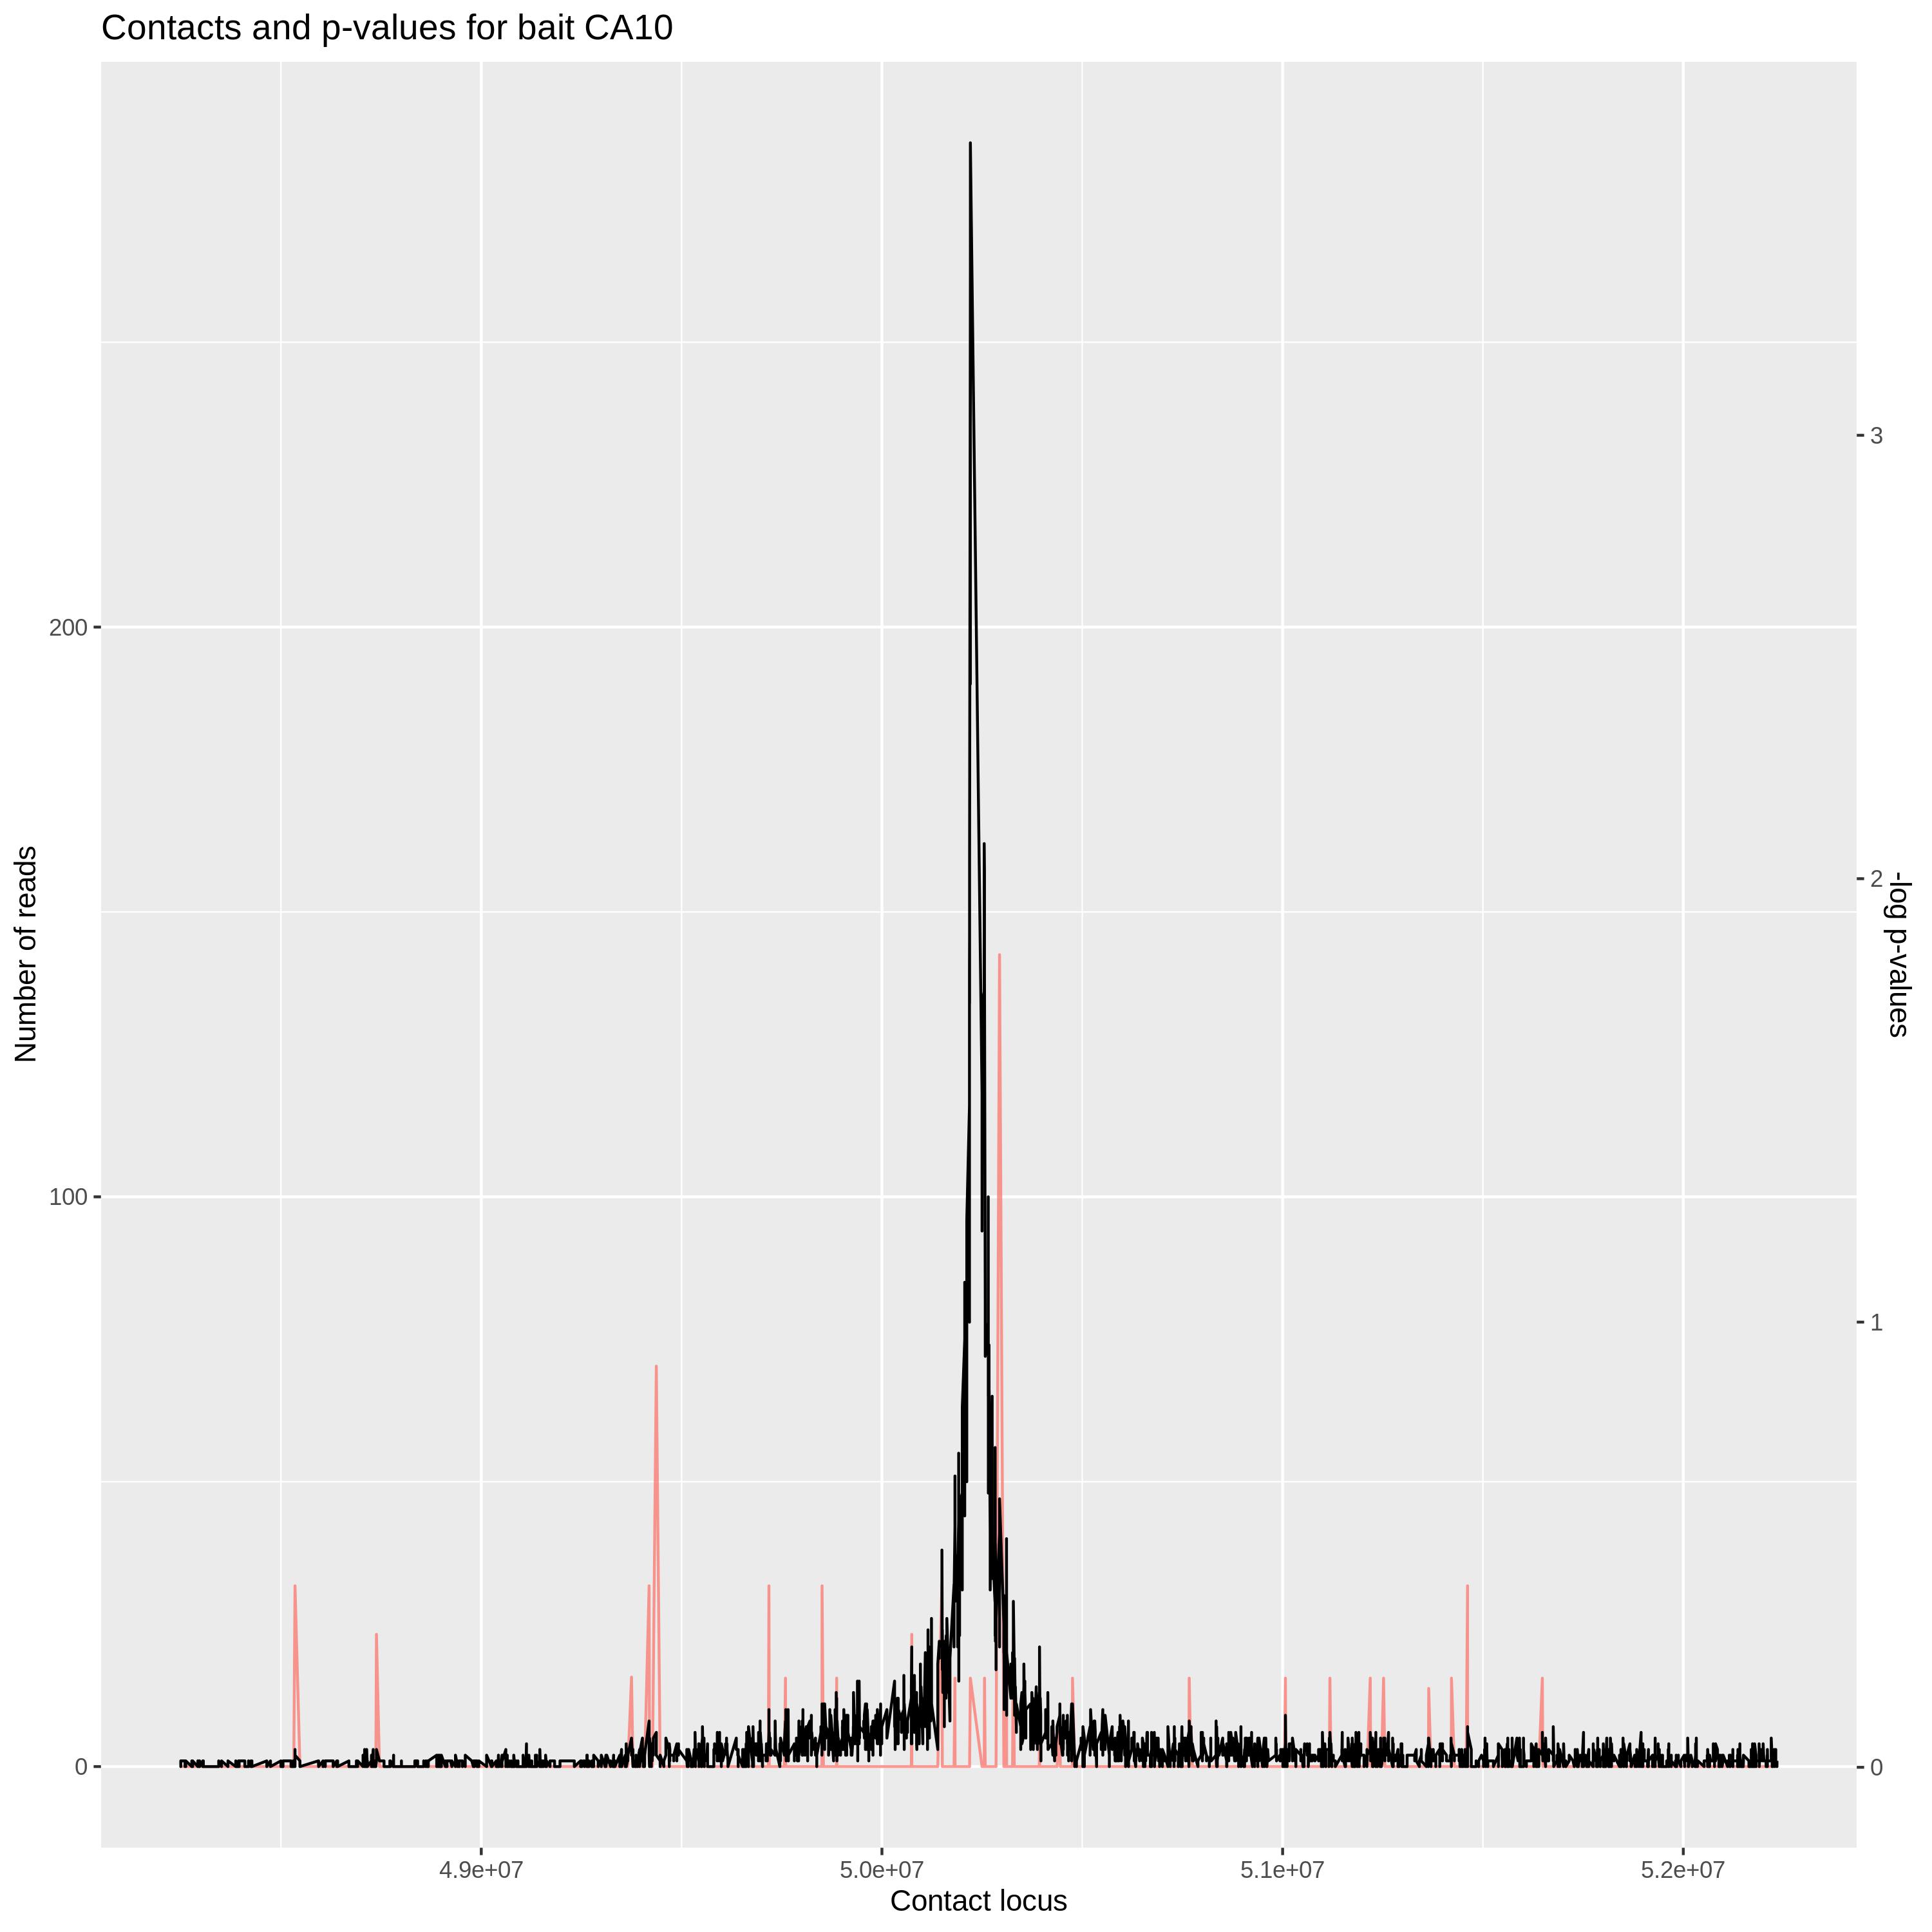 Contacts and p-values for bait CA10
Number of reads
200
100
0
3
2
1
0
-log p-values
4.9e+07
5.0e+07
5.1e+07
5.2e+07
Contact locus